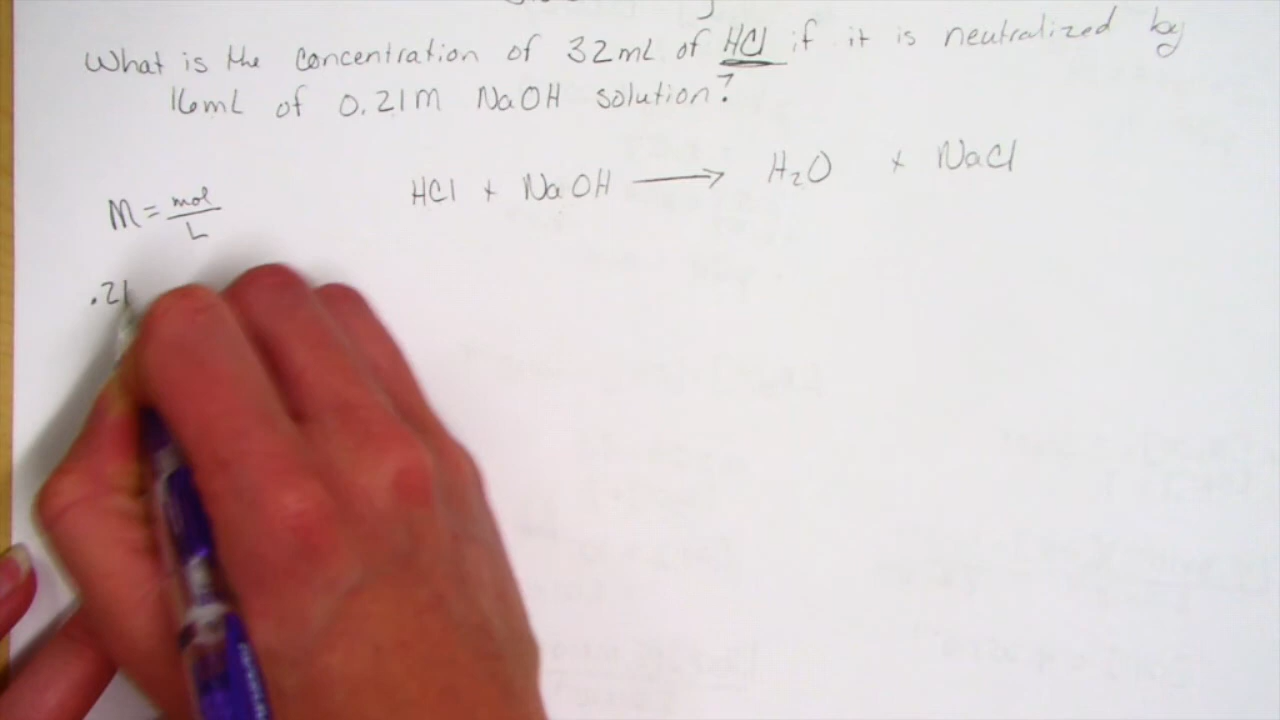 What is the concentration of 32mL of HCl if it is neutralized by
16mL of 0.21M NaOH solution?
HCl + NaOH → H₂O + NaCl
M = mol/L
.21